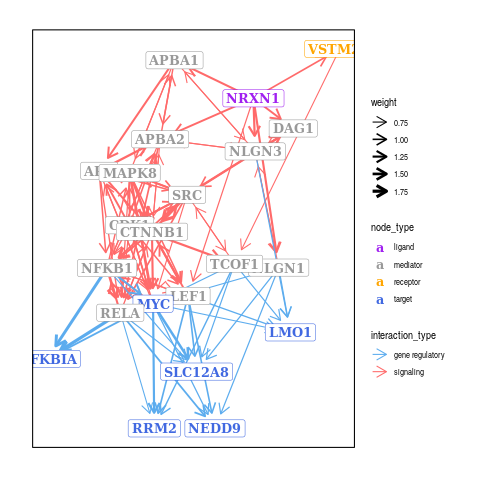 APBA1
VSTM2
NRXN1
DAG1
APBA2
NLGN3
MAPK8
SRC
CTNNB1
NFKB1
TCOF1
LGN1
MYC
LEF1
RELA
LMO1
FKBIA
SLC12A8
RRM2
NEDD9
weight
0.75
1.00
1.25
1.50
1.75
node_type
a ligand
a mediator
a receptor
a target
interaction_type
gene regulatory
signaling